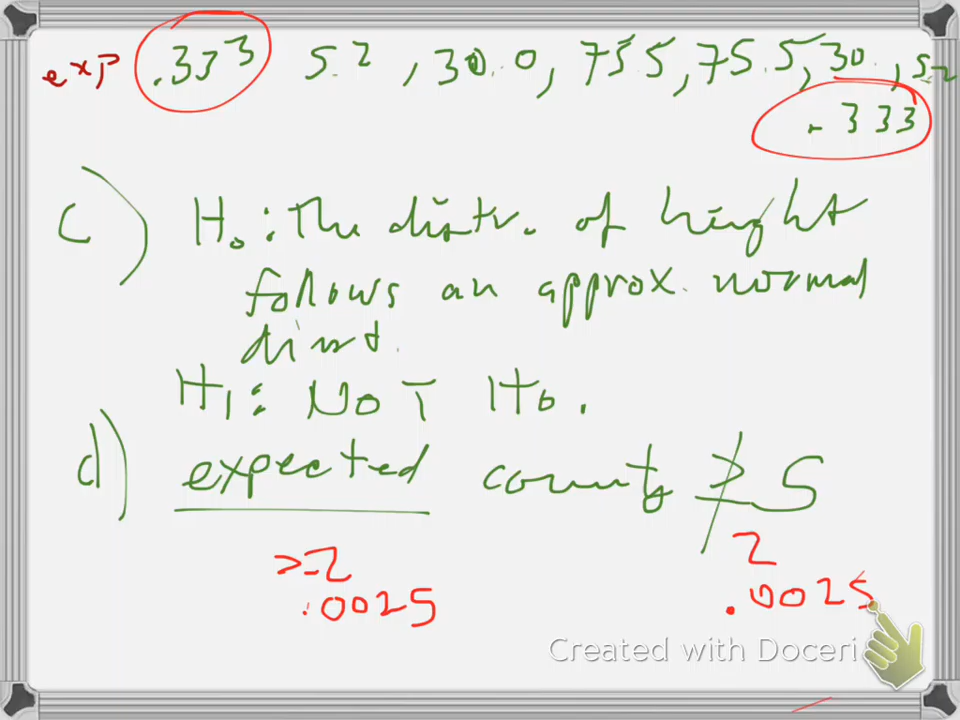 exp .333 5.2, 30.0, 75.5, 75.5, 30., 5.2
.333
c) H₀: The distr. of height
follows an approx. normal
dist.
H₁: NOT H₀.
d) expected counts ≱ 5
>-2 2
.0025 .0025
Created with Doceri